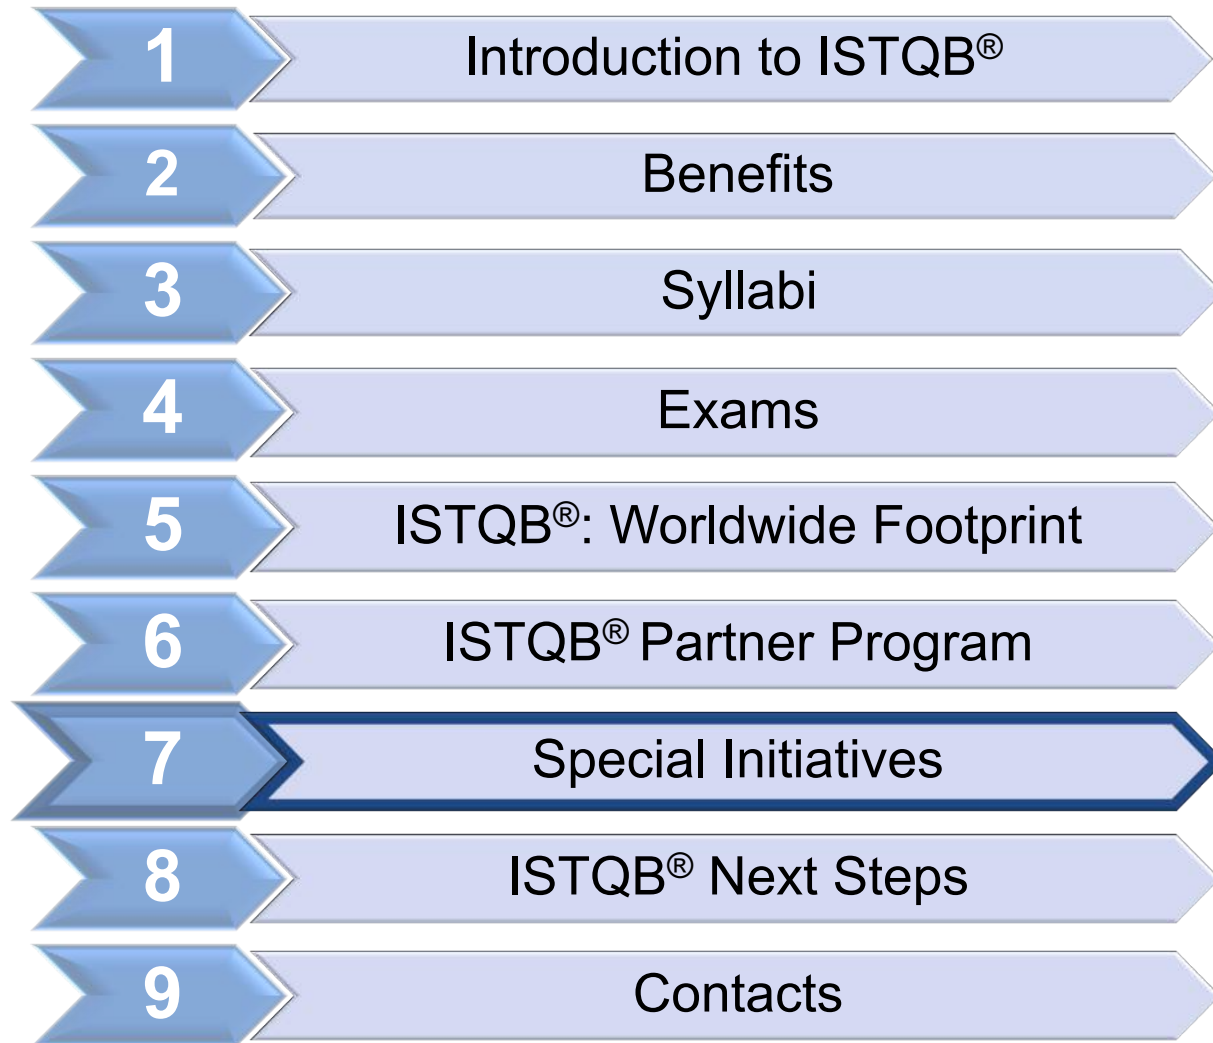 1 Introduction to ISTQB®
2 Benefits
3 Syllabi
4 Exams
5 ISTQB®: Worldwide Footprint
6 ISTQB® Partner Program
7 Special Initiatives
8 ISTQB® Next Steps
9 Contacts